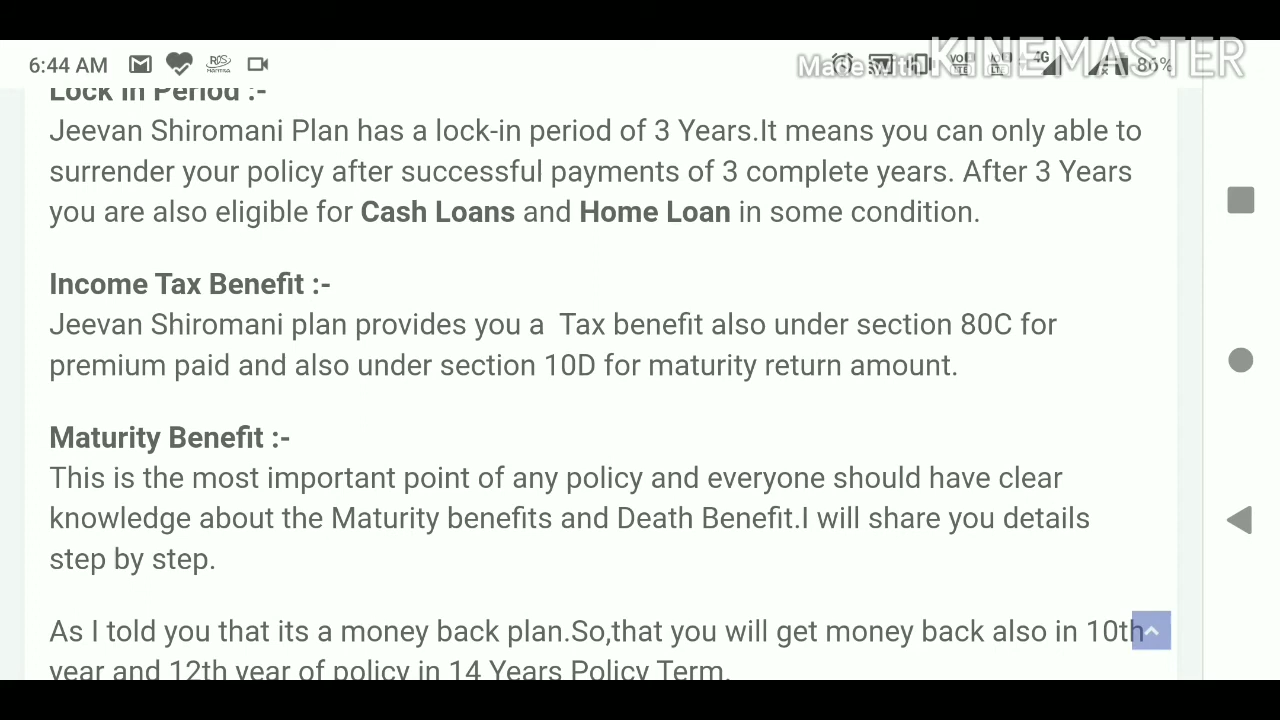 6:44 AM
Made with KINEMASTER
86%
Lock in Period :-
Jeevan Shiromani Plan has a lock-in period of 3 Years.It means you can only able to
surrender your policy after successful payments of 3 complete years. After 3 Years
you are also eligible for Cash Loans and Home Loan in some condition.
Income Tax Benefit :-
Jeevan Shiromani plan provides you a  Tax benefit also under section 80C for
premium paid and also under section 10D for maturity return amount.
Maturity Benefit :-
This is the most important point of any policy and everyone should have clear
knowledge about the Maturity benefits and Death Benefit.I will share you details
step by step.
As I told you that its a money back plan.So,that you will get money back also in 10th
year and 12th year of policy in 14 Years Policy Term.